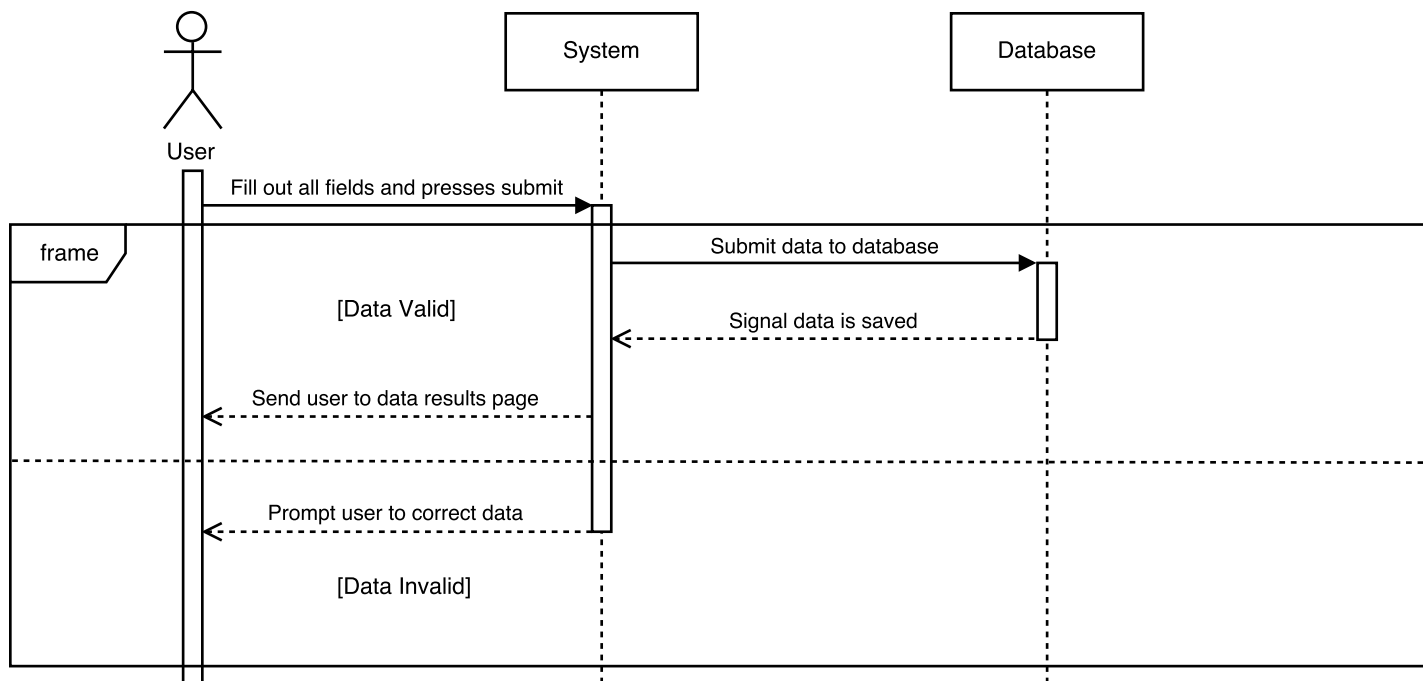 System
Database
User
Fill out all fields and presses submit
frame
Submit data to database
[Data Valid]
Signal data is saved
Send user to data results page
Prompt user to correct data
[Data Invalid]